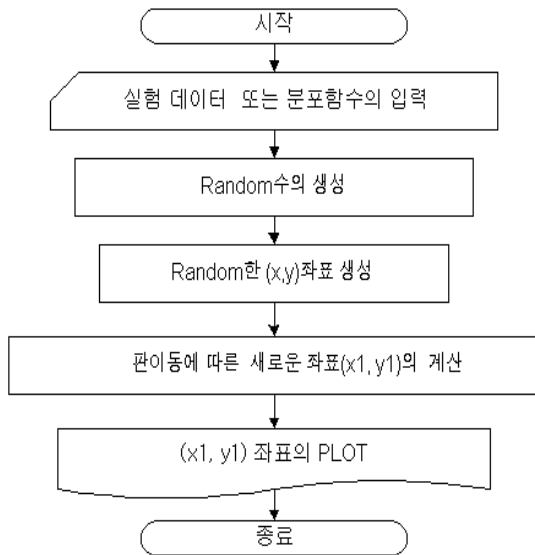 시작
실험 데이터 또는 분포함수의 입력
Random수의 생성
Random한 (x,y)좌표 생성
관이동에 따른 새로운 좌표(x1, y1)의 계산
(x1, y1) 좌표의 PLOT
종료